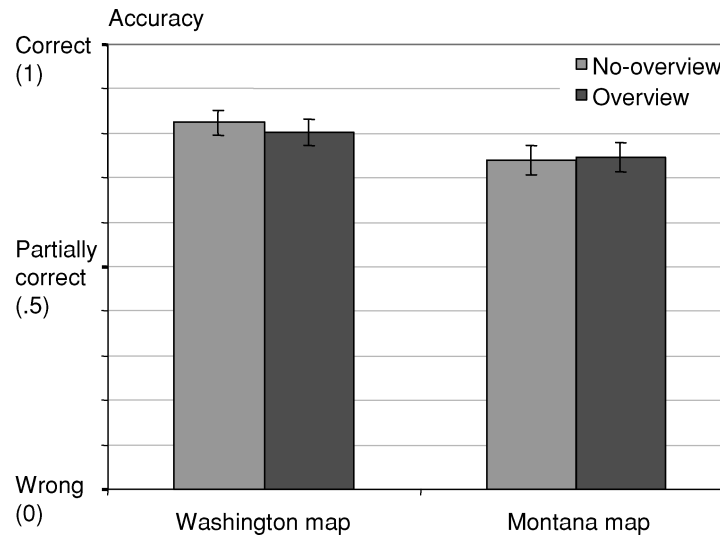 Accuracy
Correct
(1)
No-overview
Overview
Partially
correct
(.5)
Wrong
(0)
Washington map
Montana map